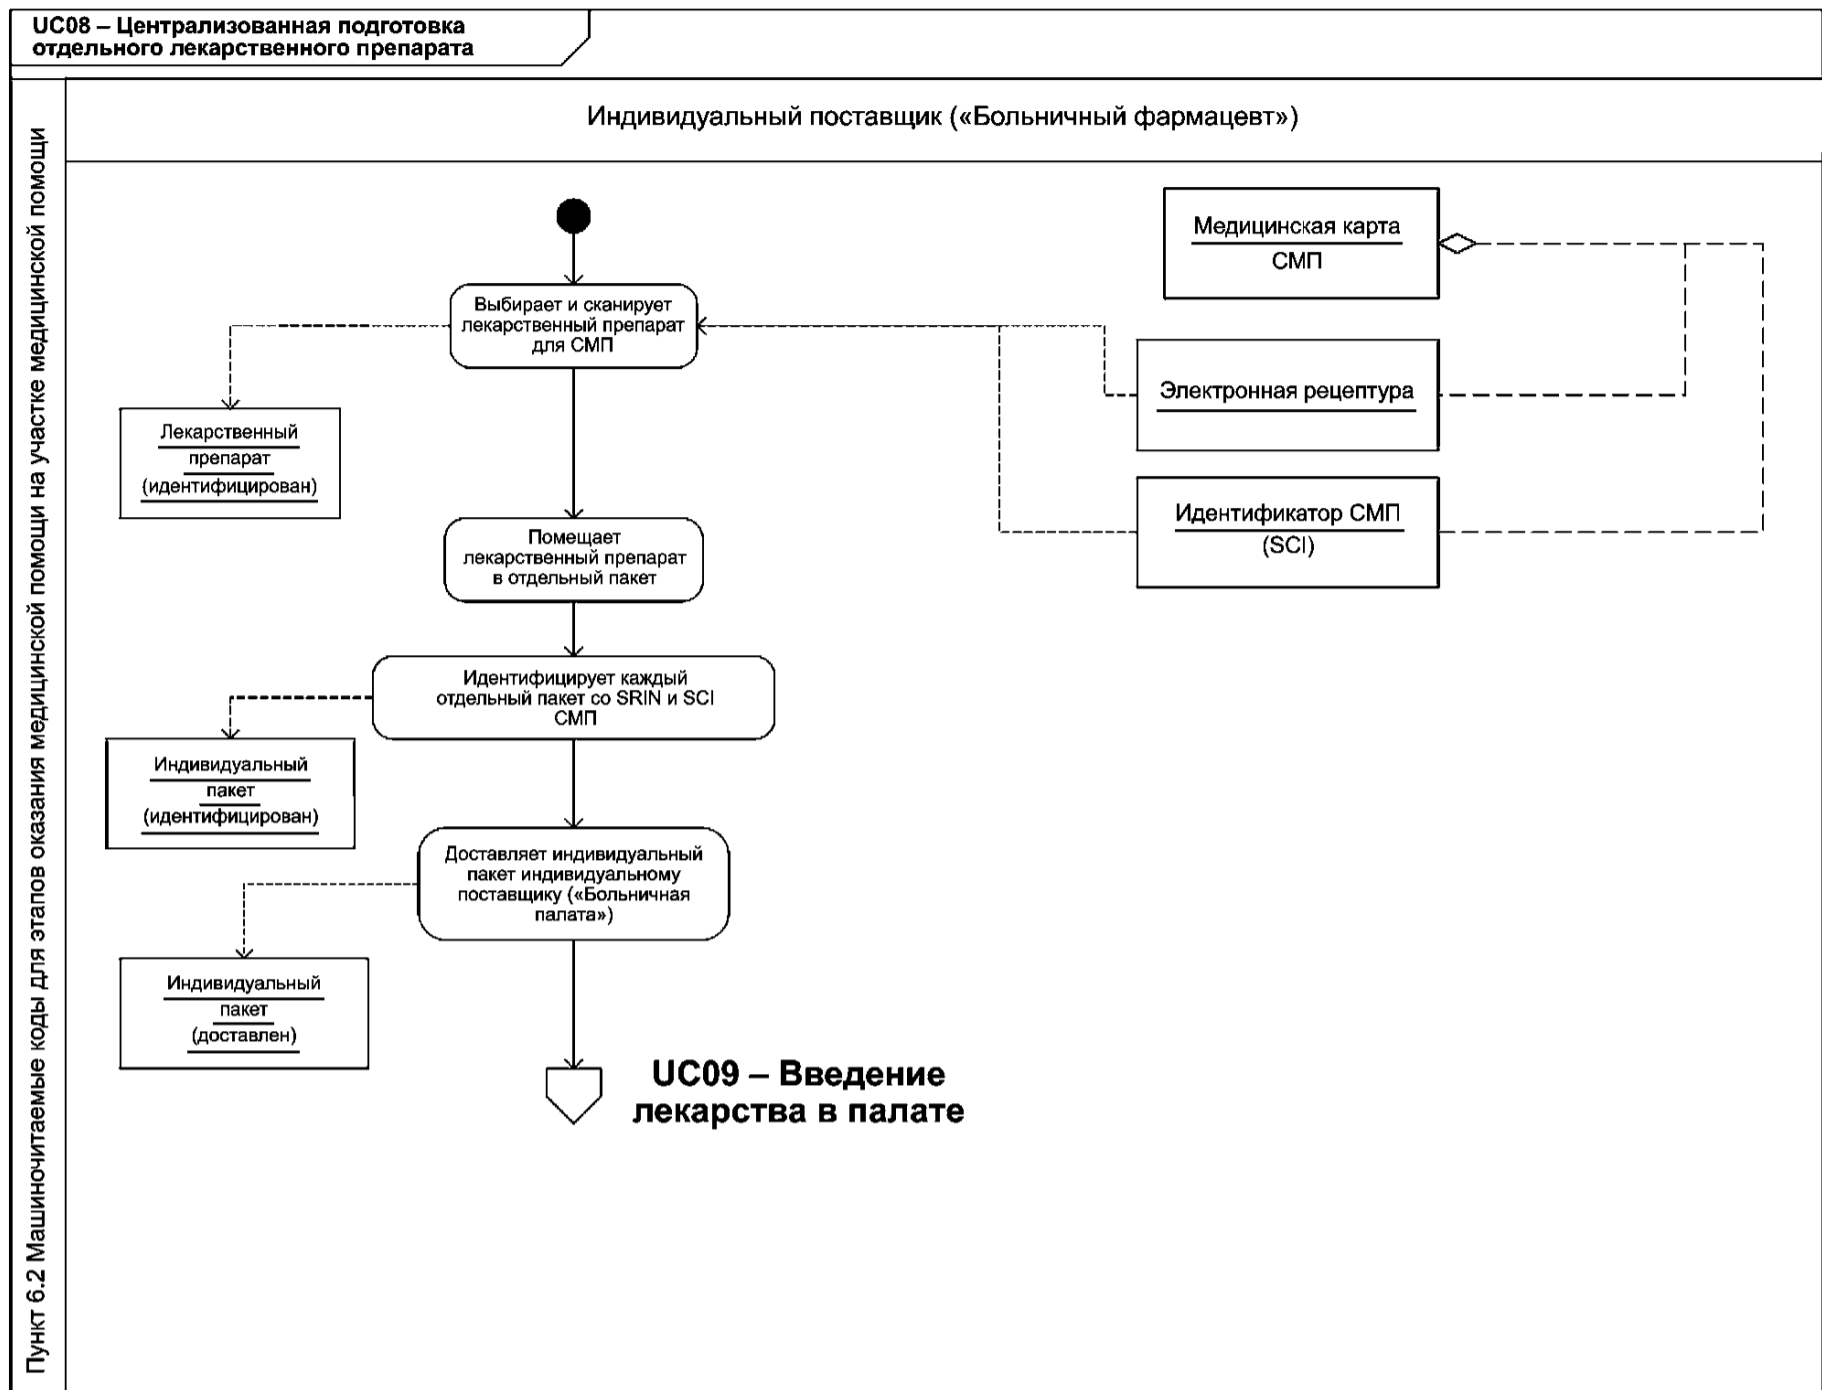 UC08 – Централизованная подготовка
отдельного лекарственного препарата
Пункт 6.2 Машиночитаемые коды для этапов оказания медицинской помощи на участке медицинской помощи
Индивидуальный поставщик («Больничный фармацевт»)
Выбирает и сканирует
лекарственный препарат
для СМП
Медицинская карта
СМП
Электронная рецептура
Идентификатор СМП
(SCI)
Лекарственный
препарат
(идентифицирован)
Помещает
лекарственный препарат
в отдельный пакет
Идентифицирует каждый
отдельный пакет со SRIN и SCI
СМП
Индивидуальный
пакет
(идентифицирован)
Доставляет индивидуальный
пакет индивидуальному
поставщику («Больничная
палата»)
Индивидуальный
пакет
(доставлен)
UC09 – Введение
лекарства в палате